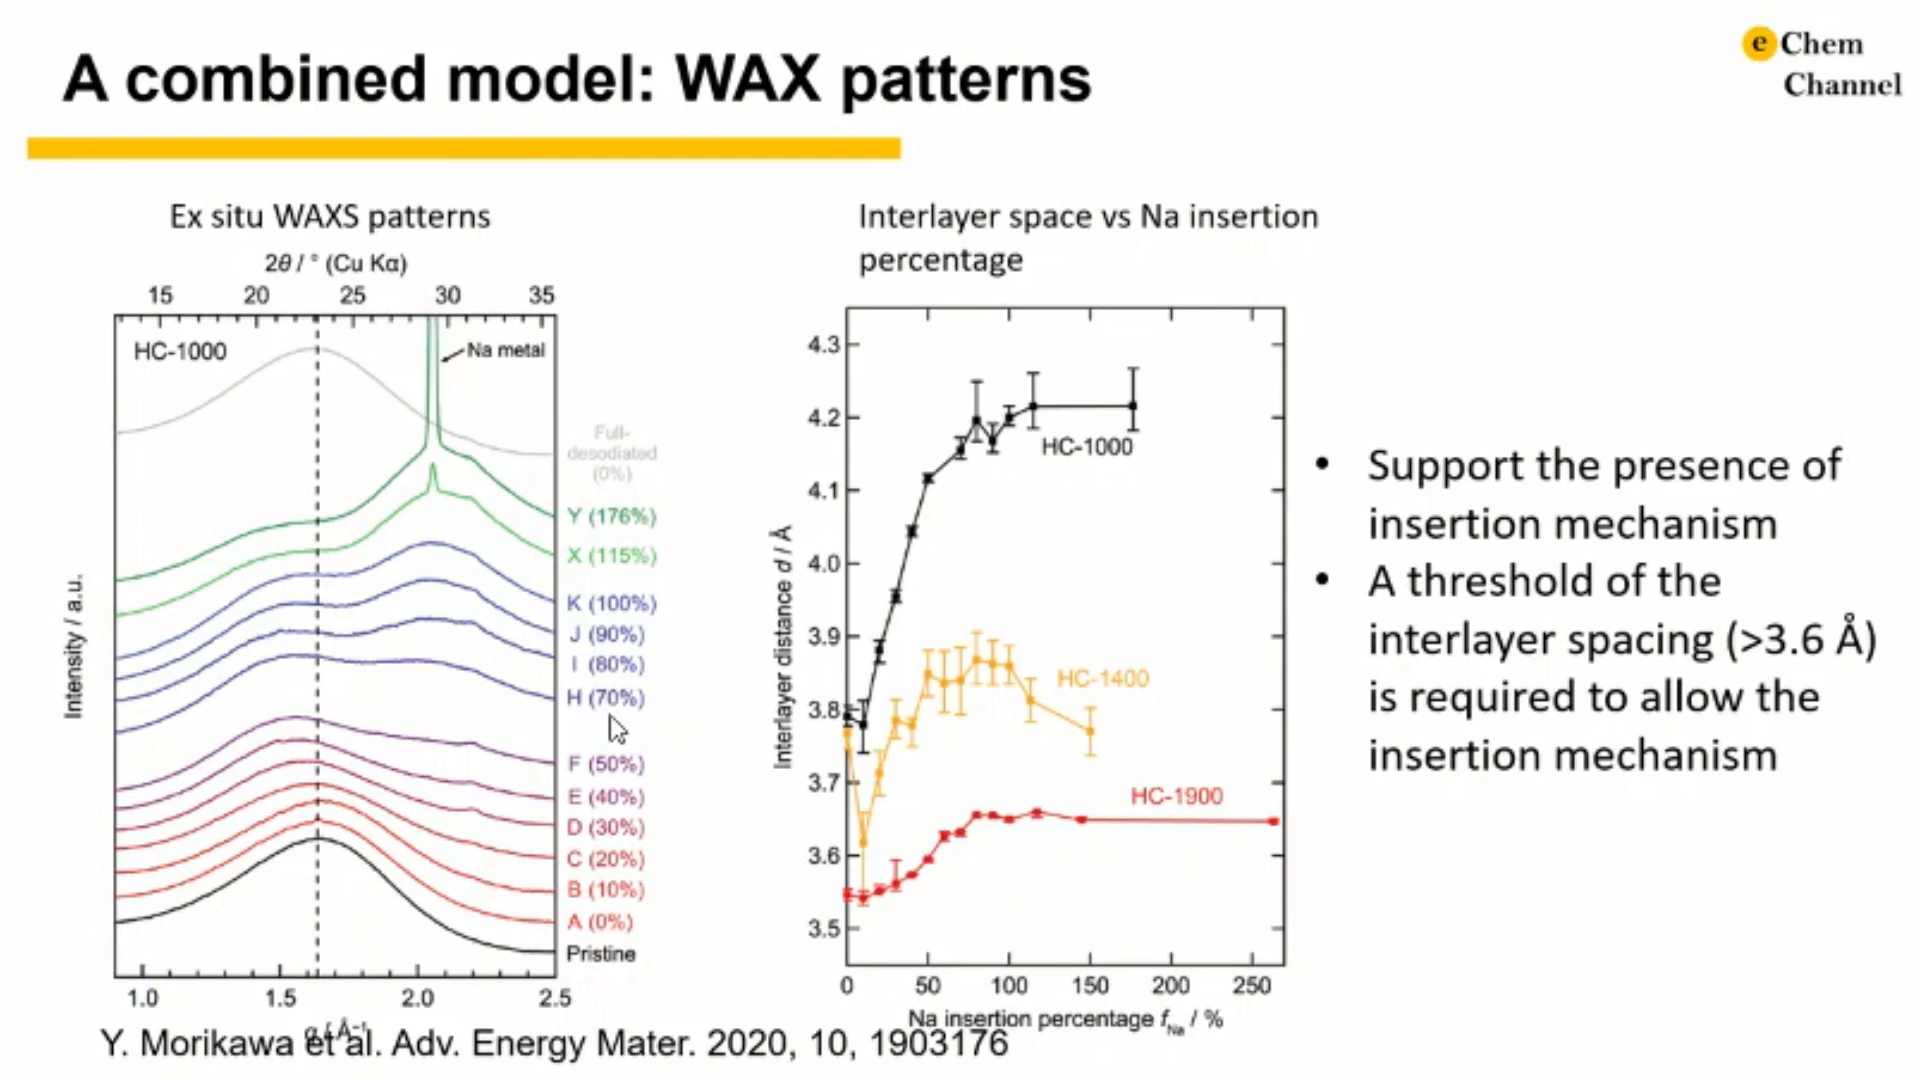 A combined model: WAX patterns
e Chem
Channel
Ex situ WAXS patterns
2θ / ° (Cu Kα)
15 20 25 30 35
HC-1000
Na metal
Full-
desodiated
(0%)
Y (176%)
X (115%)
K (100%)
J (90%)
I (80%)
H (70%)
F (50%)
E (40%)
D (30%)
C (20%)
B (10%)
A (0%)
Pristine
Intensity / a.u.
1.0 1.5 2.0 2.5
q / Å⁻¹
Interlayer space vs Na insertion
percentage
Interlayer distance d / Å
4.3
4.2
4.1
4.0
3.9
3.8
3.7
3.6
3.5
HC-1000
HC-1400
HC-1900
0 50 100 150 200 250
Na insertion percentage fNa / %
• Support the presence of
insertion mechanism
• A threshold of the
interlayer spacing (>3.6 Å)
is required to allow the
insertion mechanism
Y. Morikawa et al. Adv. Energy Mater. 2020, 10, 1903176